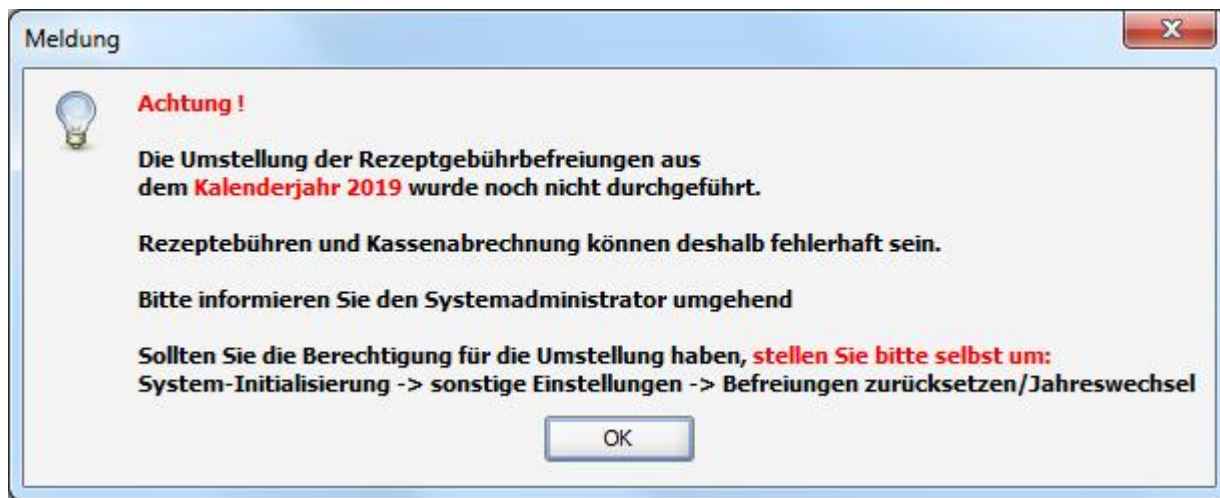 Meldung
Achtung !
Die Umstellung der Rezeptgebührbefreiungen aus
dem Kalenderjahr 2019 wurde noch nicht durchgeführt.
Rezeptebühren und Kassenabrechnung können deshalb fehlerhaft sein.
Bitte informieren Sie den Systemadministrator umgehend
Sollten Sie die Berechtigung für die Umstellung haben, stellen Sie bitte selbst um:
System-Initialisierung -> sonstige Einstellungen -> Befreiungen zurücksetzen/Jahreswechsel
OK